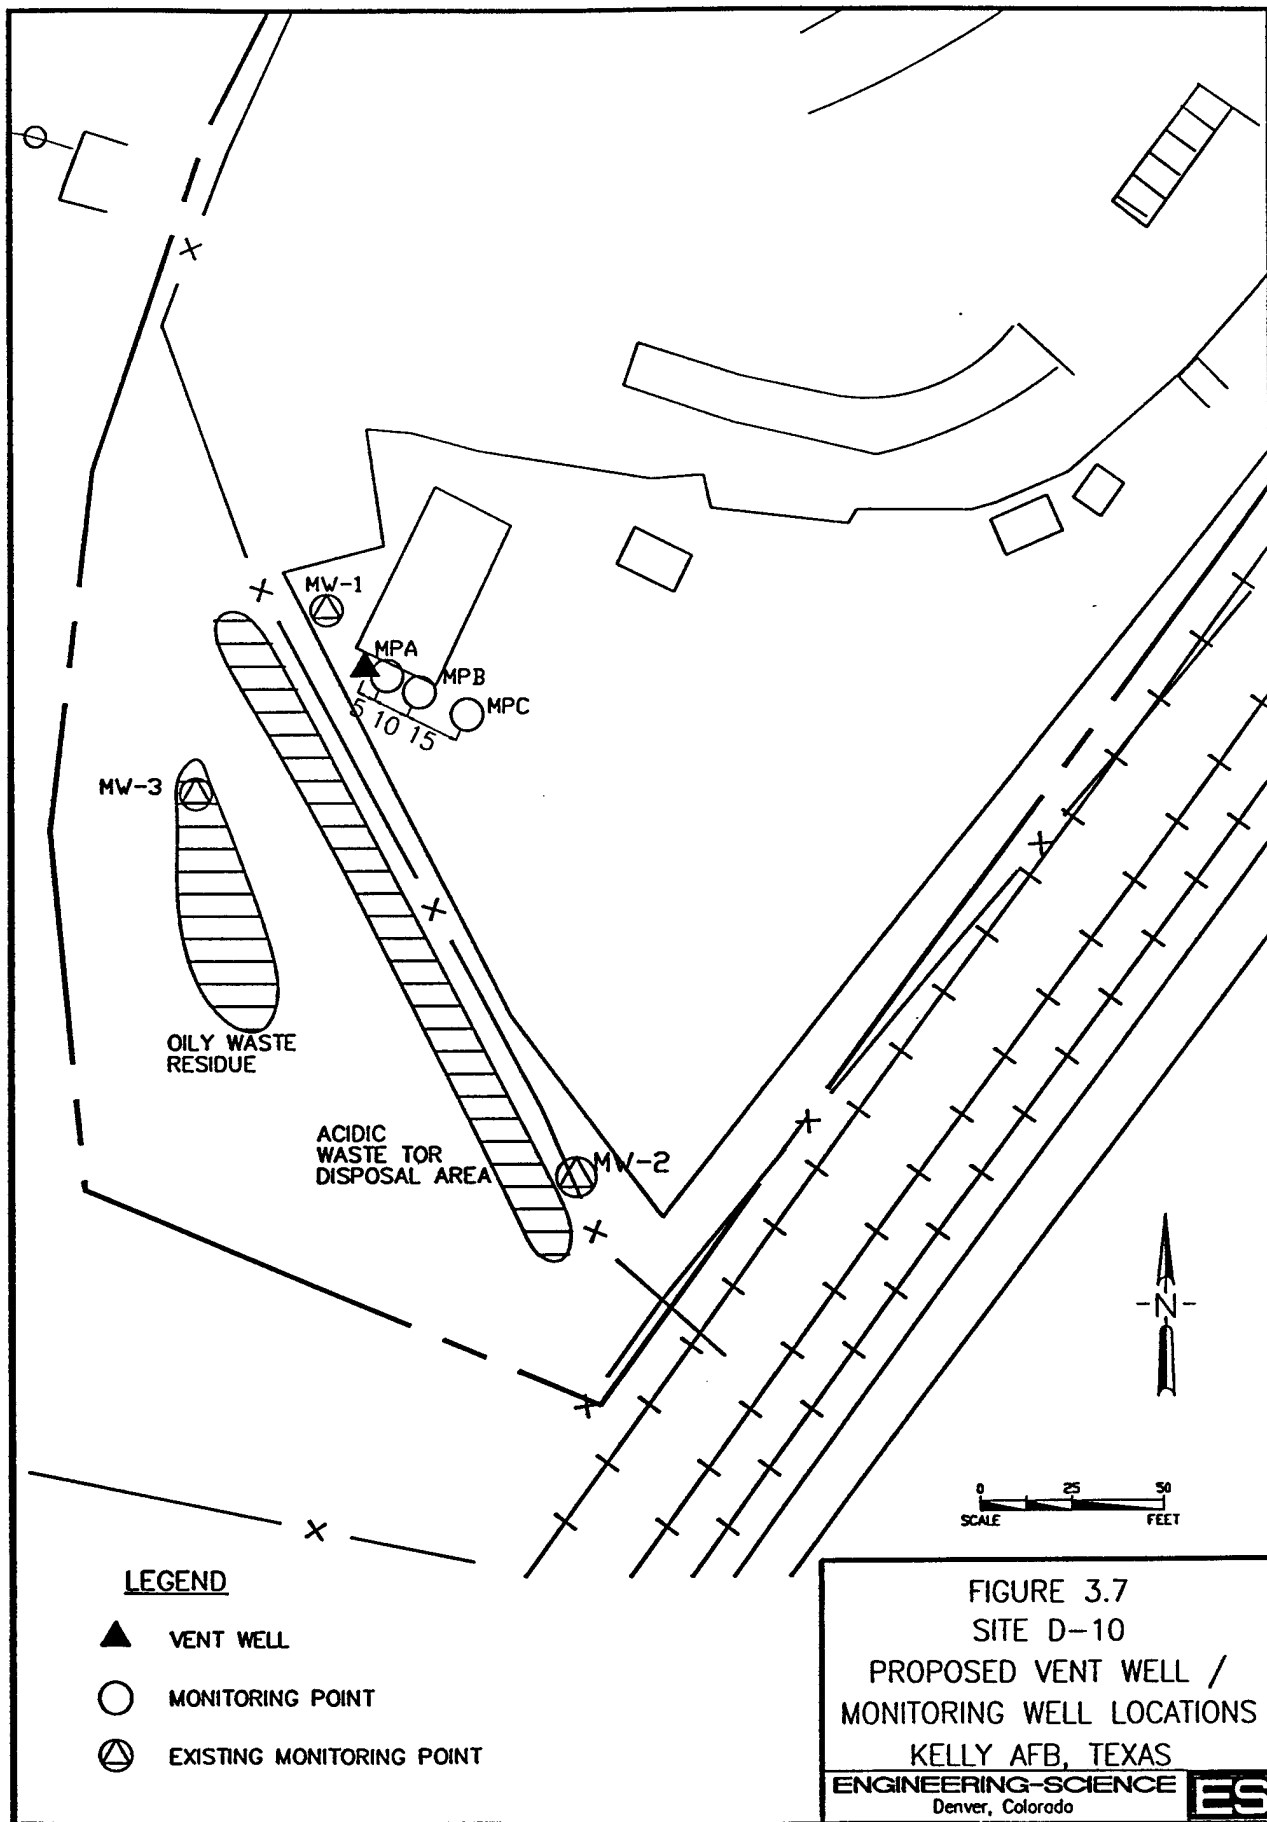 MW-1
MPA
MPB
MPC
5 10 15
MW-3
OILY WASTE
RESIDUE
ACIDIC
WASTE TOR
DISPOSAL AREA
MW-2
-N-
0 25 50
SCALE FEET
LEGEND
VENT WELL
MONITORING POINT
EXISTING MONITORING POINT
FIGURE 3.7
SITE D-10
PROPOSED VENT WELL /
MONITORING WELL LOCATIONS
KELLY AFB, TEXAS
ENGINEERING-SCIENCE
Denver, Colorado
ES